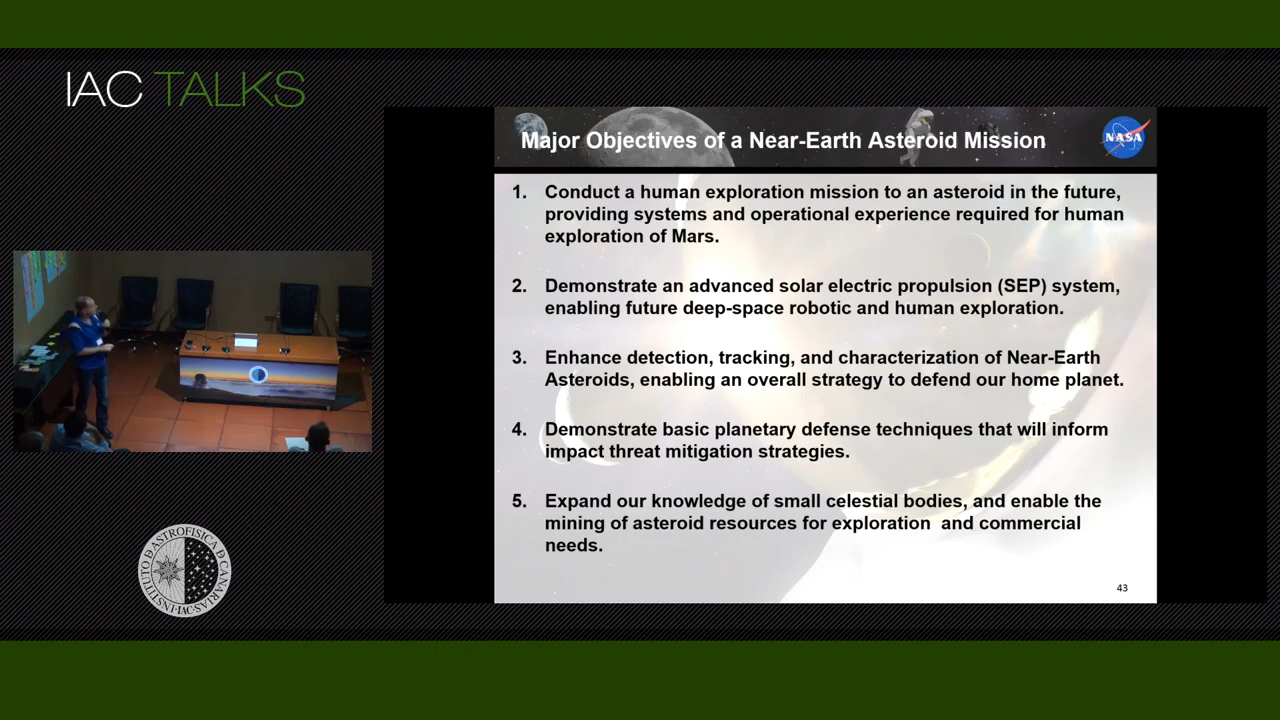 IAC TALKS
Major Objectives of a Near-Earth Asteroid Mission
NASA
1. Conduct a human exploration mission to an asteroid in the future,
providing systems and operational experience required for human
exploration of Mars.
2. Demonstrate an advanced solar electric propulsion (SEP) system,
enabling future deep-space robotic and human exploration.
3. Enhance detection, tracking, and characterization of Near-Earth
Asteroids, enabling an overall strategy to defend our home planet.
4. Demonstrate basic planetary defense techniques that will inform
impact threat mitigation strategies.
5. Expand our knowledge of small celestial bodies, and enable the
mining of asteroid resources for exploration and commercial
needs.
43
INSTITUTO D ASTROFISICA D CANARIAS
·IAC·